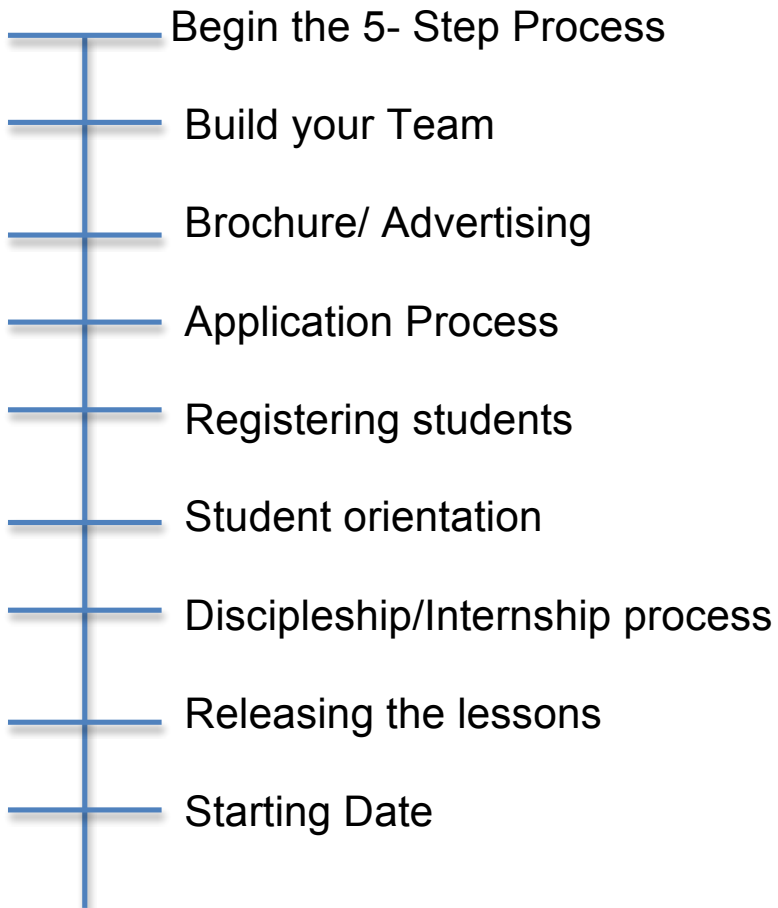 Begin the 5- Step Process
Build your Team
Brochure/ Advertising
Application Process
Registering students
Student orientation
Discipleship/Internship process
Releasing the lessons
Starting Date